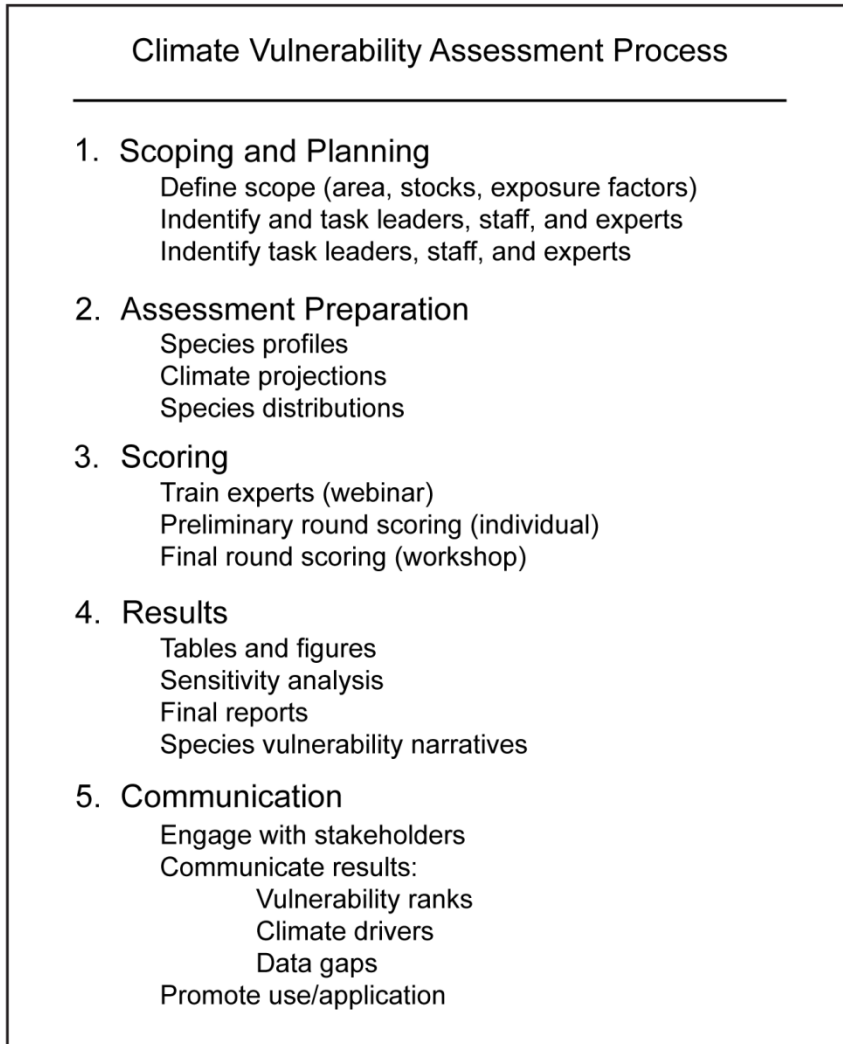 Climate Vulnerability Assessment Process
1. Scoping and Planning
Define scope (area, stocks, exposure factors)
Indentify and task leaders, staff, and experts
Indentify task leaders, staff, and experts
2. Assessment Preparation
Species profiles
Climate projections
Species distributions
3. Scoring
Train experts (webinar)
Preliminary round scoring (individual)
Final round scoring (workshop)
4. Results
Tables and figures
Sensitivity analysis
Final reports
Species vulnerability narratives
5. Communication
Engage with stakeholders
Communicate results:
Vulnerability ranks
Climate drivers
Data gaps
Promote use/application